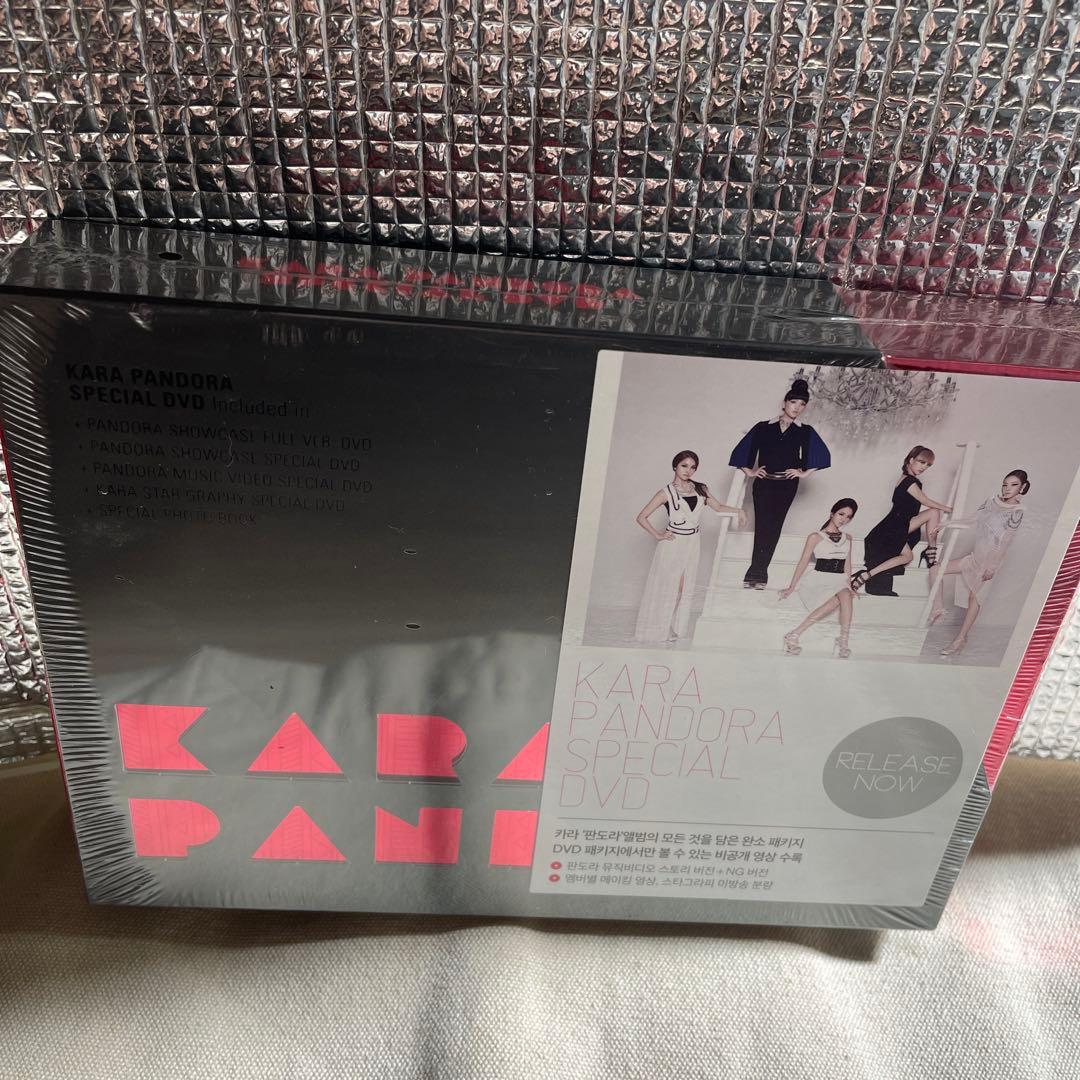 KARA PANDORA
KARA PANDORA
SPECIAL DVD Included in
+ PANDORA SHOWCASE FULL VER. DVD
+ PANDORA SHOWCASE SPECIAL DVD
+ PANDORA MUSIC VIDEO SPECIAL DVD
+ KARA STAR GRAPHY SPECIAL DVD
+ SPECIAL PHOTO BOOK
KARA
PAN
KARA
PANDORA
SPECIAL
DVD
RELEASE
NOW
카라 '판도라'앨범의 모든 것을 담은 완소 패키지
DVD 패키지에서만 볼 수 있는 비공개 영상 수록
판도라 뮤직비디오 스토리 버전 + NG 버전
멤버별 메이킹 영상, 스타그라피 미방송 분량